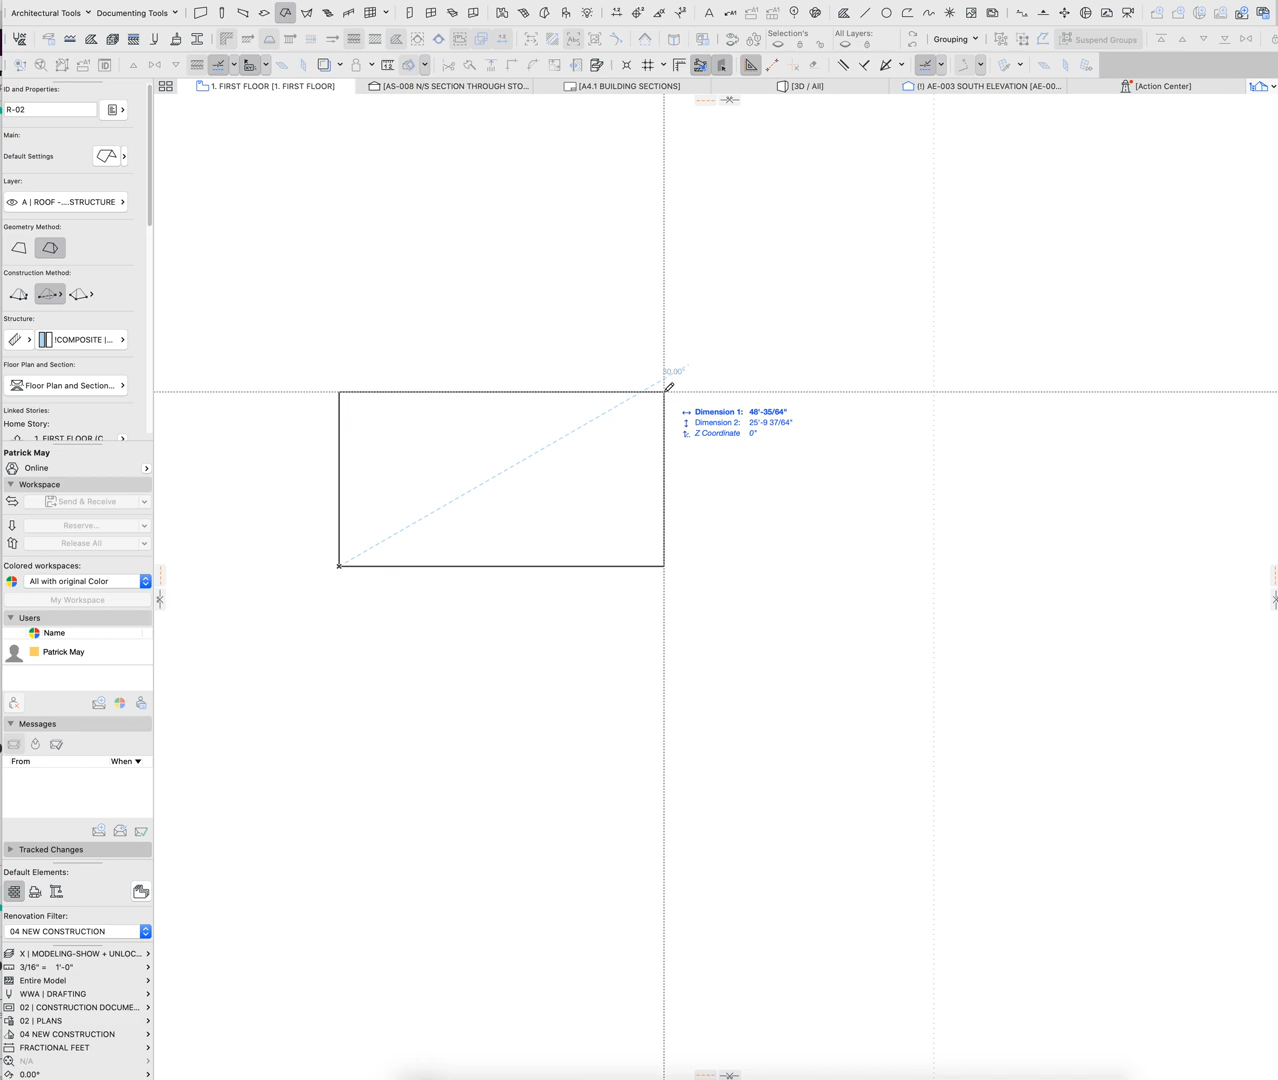 Architectural Tools
Documenting Tools
Selection's
All Layers:
Grouping
Suspend Groups
1. FIRST FLOOR [1. FIRST FLOOR]
[AS-008 N/S SECTION THROUGH STO...
[A4.1 BUILDING SECTIONS]
[3D / All]
(!) AE-003 SOUTH ELEVATION [AE-00...
[Action Center]
ID and Properties:
R-02
Main:
Default Settings
Layer:
A | ROOF -....STRUCTURE
Geometry Method:
Construction Method:
Structure:
!COMPOSITE |...
Floor Plan and Section:
Floor Plan and Section...
Linked Stories:
Home Story:
1. FIRST FLOOR (C
30.00°
Dimension 1: 48'-35/64"
Dimension 2: 25'-9 37/64"
Z Coordinate 0"
Patrick May
Online
Workspace
Send & Receive
Reserve...
Release All
Colored workspaces:
All with original Color
My Workspace
Users
Name
Patrick May
Messages
From
When
Tracked Changes
Default Elements:
Renovation Filter:
04 NEW CONSTRUCTION
X | MODELING-SHOW + UNLOC...
3/16" = 1'-0"
Entire Model
WWA | DRAFTING
02 | CONSTRUCTION DOCUME...
02 | PLANS
04 NEW CONSTRUCTION
FRACTIONAL FEET
N/A
0.00°